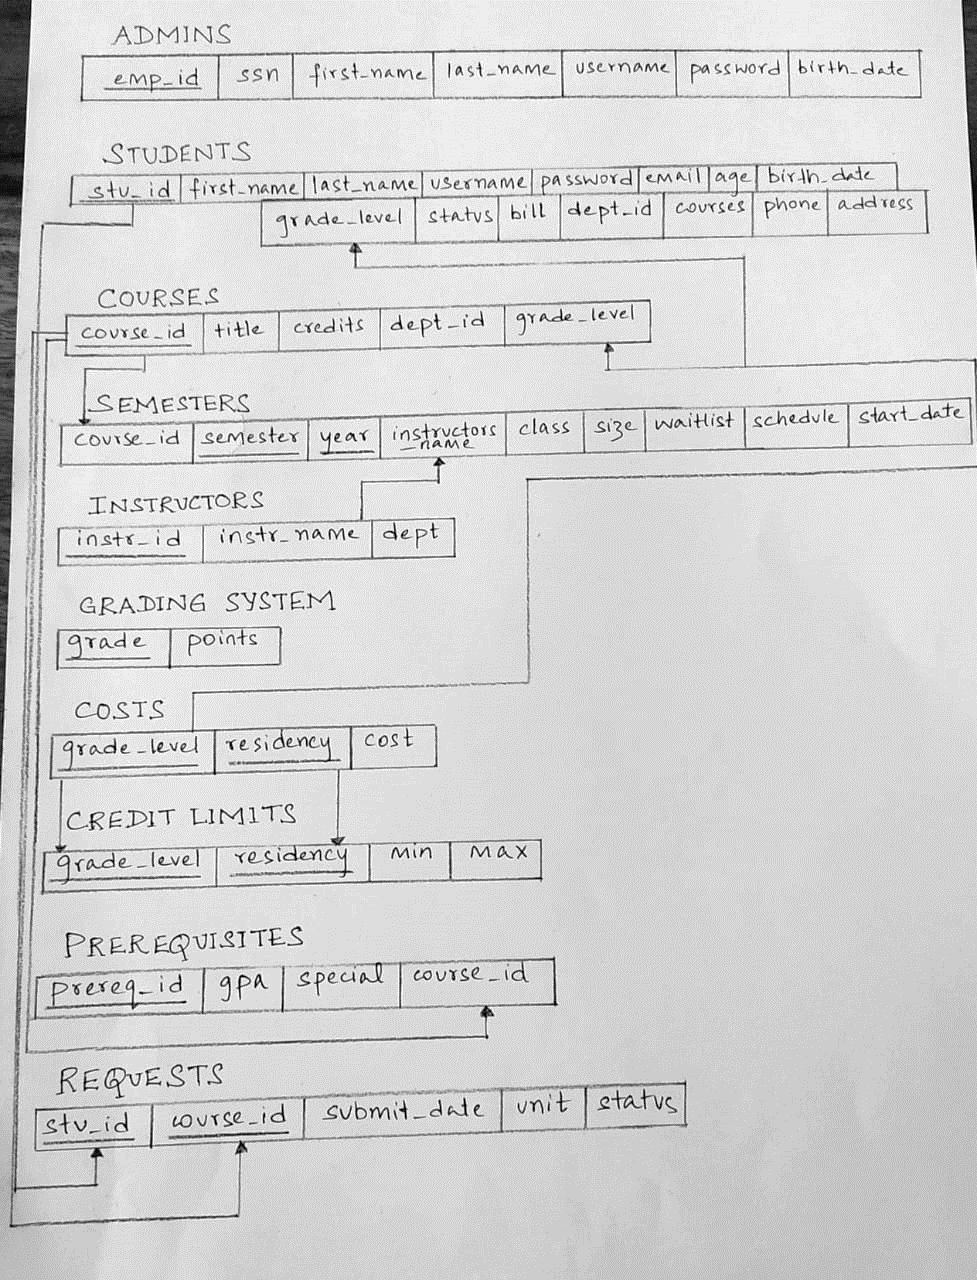 ADMINS
emp_id ssn first_name last_name username password birth_date
STUDENTS
stu_id first_name last_name username password email age birth_date
grade_level status bill dept_id courses phone address
COURSES
course_id title credits dept_id grade_level
SEMESTERS
course_id semester year instructors_name class size waitlist schedule start_date
INSTRUCTORS
instr_id instr_name dept
GRADING SYSTEM
grade points
COSTS
grade_level residency cost
CREDIT LIMITS
grade_level residency min max
PREREQUISITES
prereq_id gpa special course_id
REQUESTS
stu_id course_id submit_date unit status